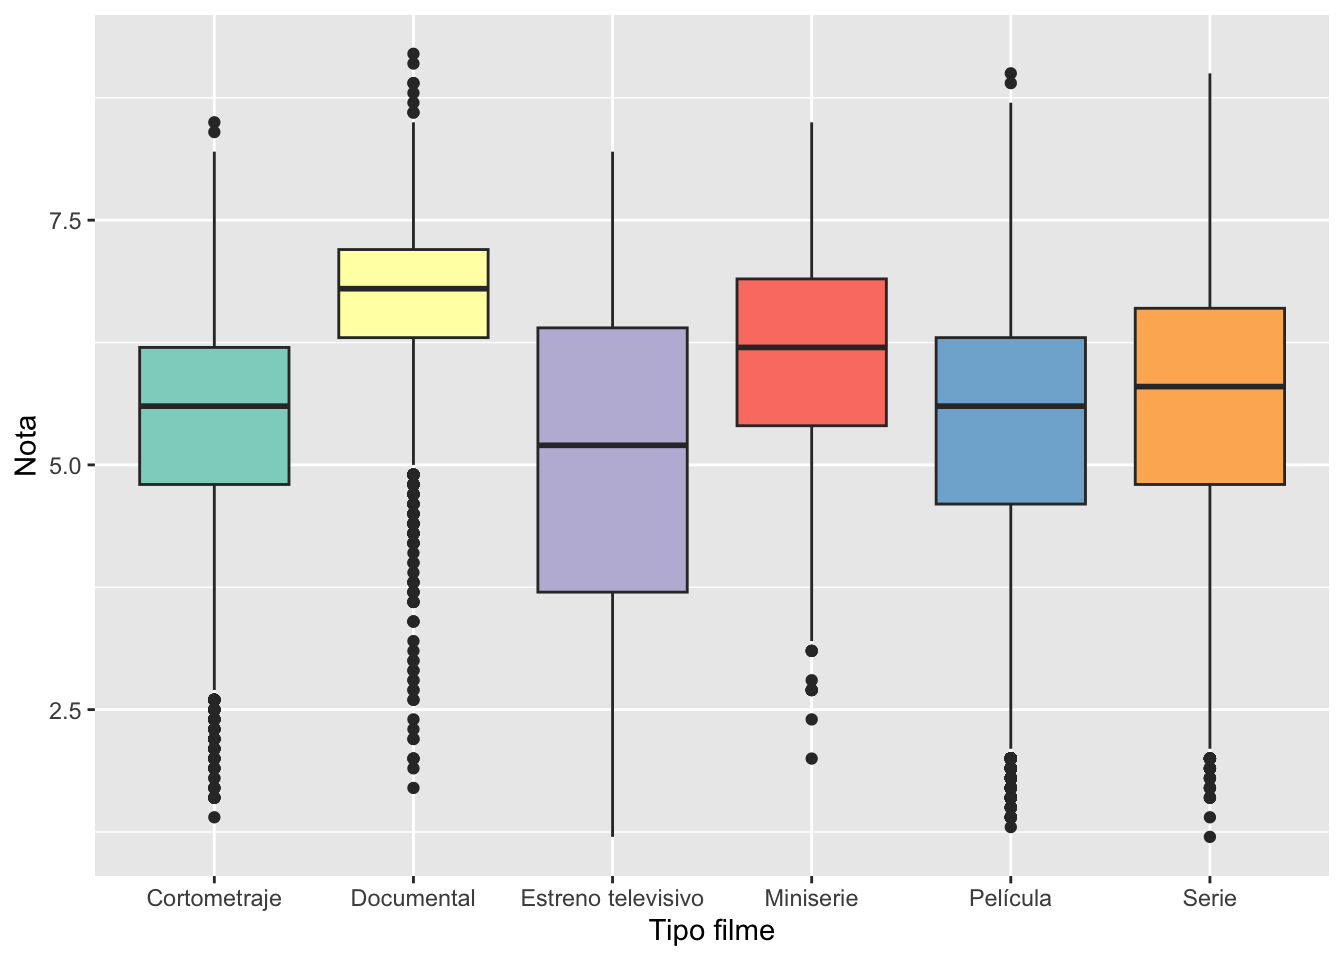 Nota
7.5
5.0
2.5
Cortometraje
Documental
Estreno televisivo
Miniserie
Película
Serie
Tipo filme